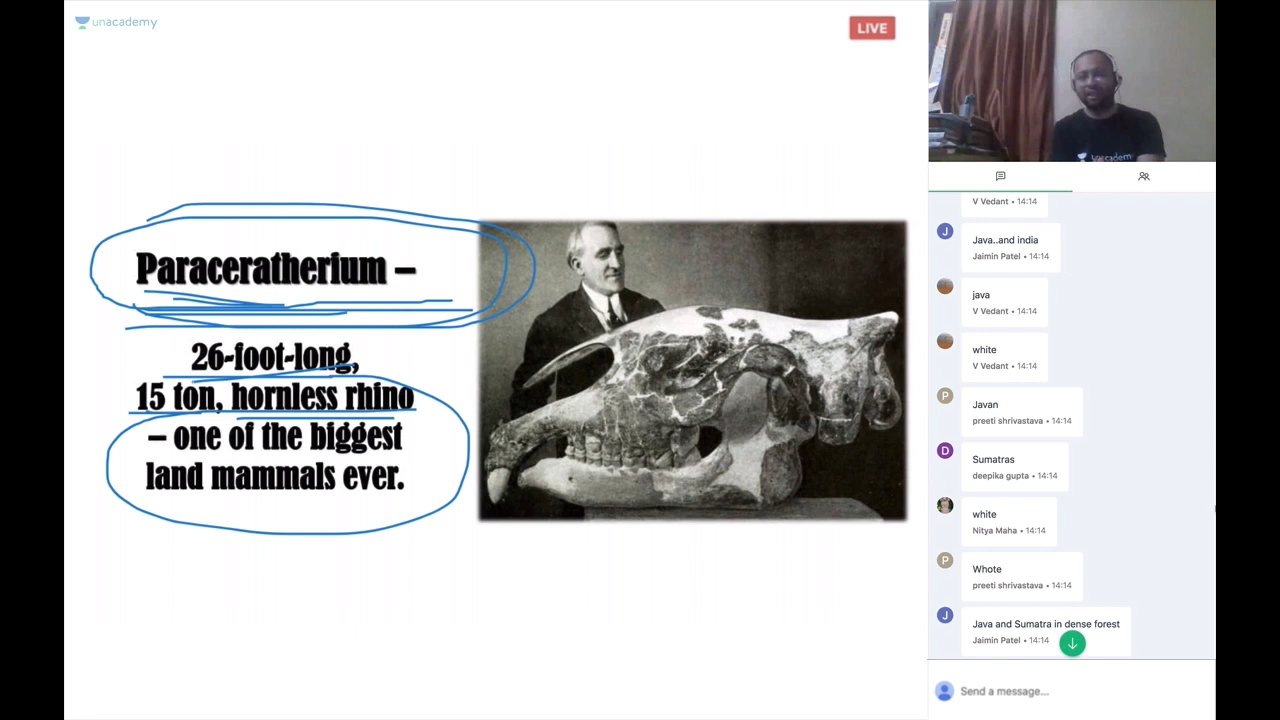 unacademy
LIVE
Paraceratherium –
26-foot-long,
15 ton, hornless rhino
– one of the biggest
land mammals ever.
unacadem
V Vedant • 14:14
J
Java..and india
Jaimin Patel • 14:14
java
V Vedant • 14:14
white
V Vedant • 14:14
P
Javan
preeti shrivastava • 14:14
D
Sumatras
deepika gupta • 14:14
white
Nitya Maha • 14:14
P
Whote
preeti shrivastava • 14:14
J
Java and Sumatra in dense forest
Jaimin Patel • 14:14
Send a message...